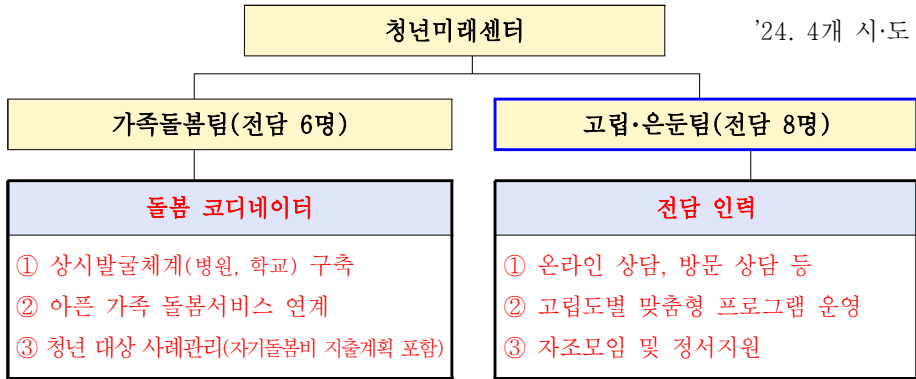 청년미래센터
’24. 4개 시·도
가족돌봄팀(전담 6명)
고립·은둔팀(전담 8명)
돌봄 코디네이터
① 상시발굴체계(병원, 학교) 구축
② 아픈 가족 돌봄서비스 연계
③ 청년 대상 사례관리(자기돌봄비 지출계획 포함)
전담 인력
① 온라인 상담, 방문 상담 등
② 고립도별 맞춤형 프로그램 운영
③ 자조모임 및 정서지원